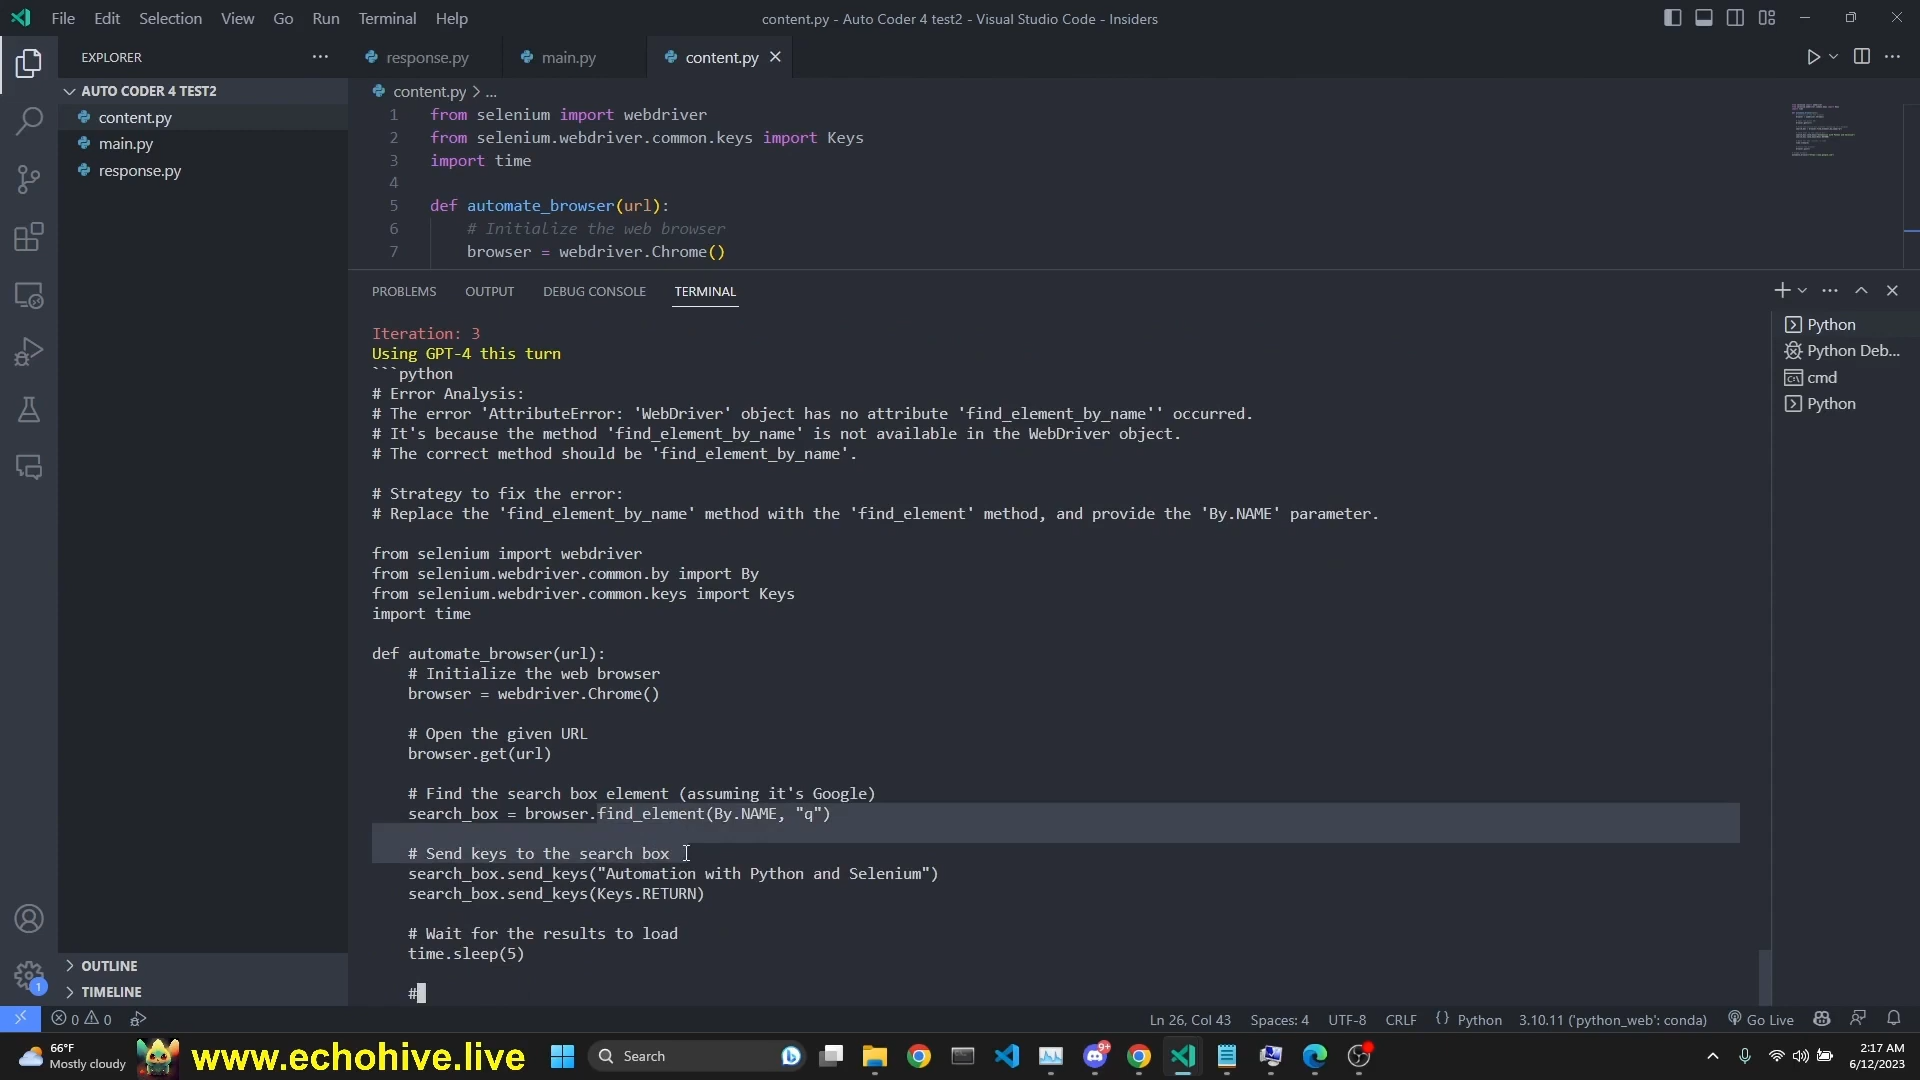 File Edit Selection View Go Run Terminal Help
content.py - Auto Coder 4 test2 - Visual Studio Code - Insiders
EXPLORER
response.py main.py content.py
AUTO CODER 4 TEST2
content.py
main.py
response.py
content.py > ...
1 from selenium import webdriver
2 from selenium.webdriver.common.keys import Keys
3 import time
4
5 def automate_browser(url):
6 # Initialize the web browser
7 browser = webdriver.Chrome()
PROBLEMS OUTPUT DEBUG CONSOLE TERMINAL
Iteration: 3
Using GPT-4 this turn
```python
# Error Analysis:
# The error 'AttributeError: 'WebDriver' object has no attribute 'find_element_by_name'' occurred.
# It's because the method 'find_element_by_name' is not available in the WebDriver object.
# The correct method should be 'find_element_by_name'.
# Strategy to fix the error:
# Replace the 'find_element_by_name' method with the 'find_element' method, and provide the 'By.NAME' parameter.
from selenium import webdriver
from selenium.webdriver.common.by import By
from selenium.webdriver.common.keys import Keys
import time
def automate_browser(url):
# Initialize the web browser
browser = webdriver.Chrome()
# Open the given URL
browser.get(url)
# Find the search box element (assuming it's Google)
search_box = browser.find_element(By.NAME, "q")
# Send keys to the search box
search_box.send_keys("Automation with Python and Selenium")
search_box.send_keys(Keys.RETURN)
# Wait for the results to load
time.sleep(5)
#
Python
Python Deb...
cmd
Python
OUTLINE
TIMELINE
1
0 0
Ln 26, Col 43 Spaces: 4 UTF-8 CRLF {} Python 3.10.11 ('python_web': conda) Go Live
66°F
Mostly cloudy
www.echohive.live
Search
9+
2:17 AM
6/12/2023